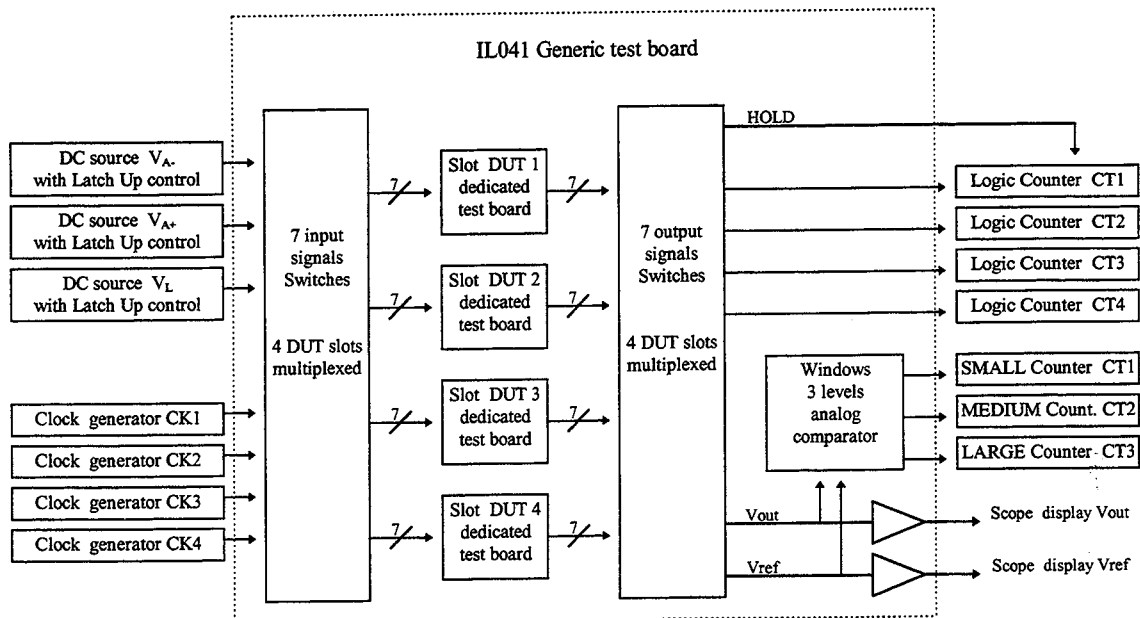 IL041 Generic test board
DC source V_A-
with Latch Up control
DC source V_A+
with Latch Up control
DC source V_L
with Latch Up control
Clock generator CK1
Clock generator CK2
Clock generator CK3
Clock generator CK4
7 input
signals
Switches
4 DUT slots
multiplexed
7
7
7
7
Slot DUT 1
dedicated
test board
Slot DUT 2
dedicated
test board
Slot DUT 3
dedicated
test board
Slot DUT 4
dedicated
test board
7
7
7
7
7 output
signals
Switches
4 DUT slots
multiplexed
HOLD
Logic Counter CT1
Logic Counter CT2
Logic Counter CT3
Logic Counter CT4
Windows
3 levels
analog
comparator
SMALL Counter CT1
MEDIUM Count. CT2
LARGE Counter CT3
Vout
Scope display Vout
Vref
Scope display Vref